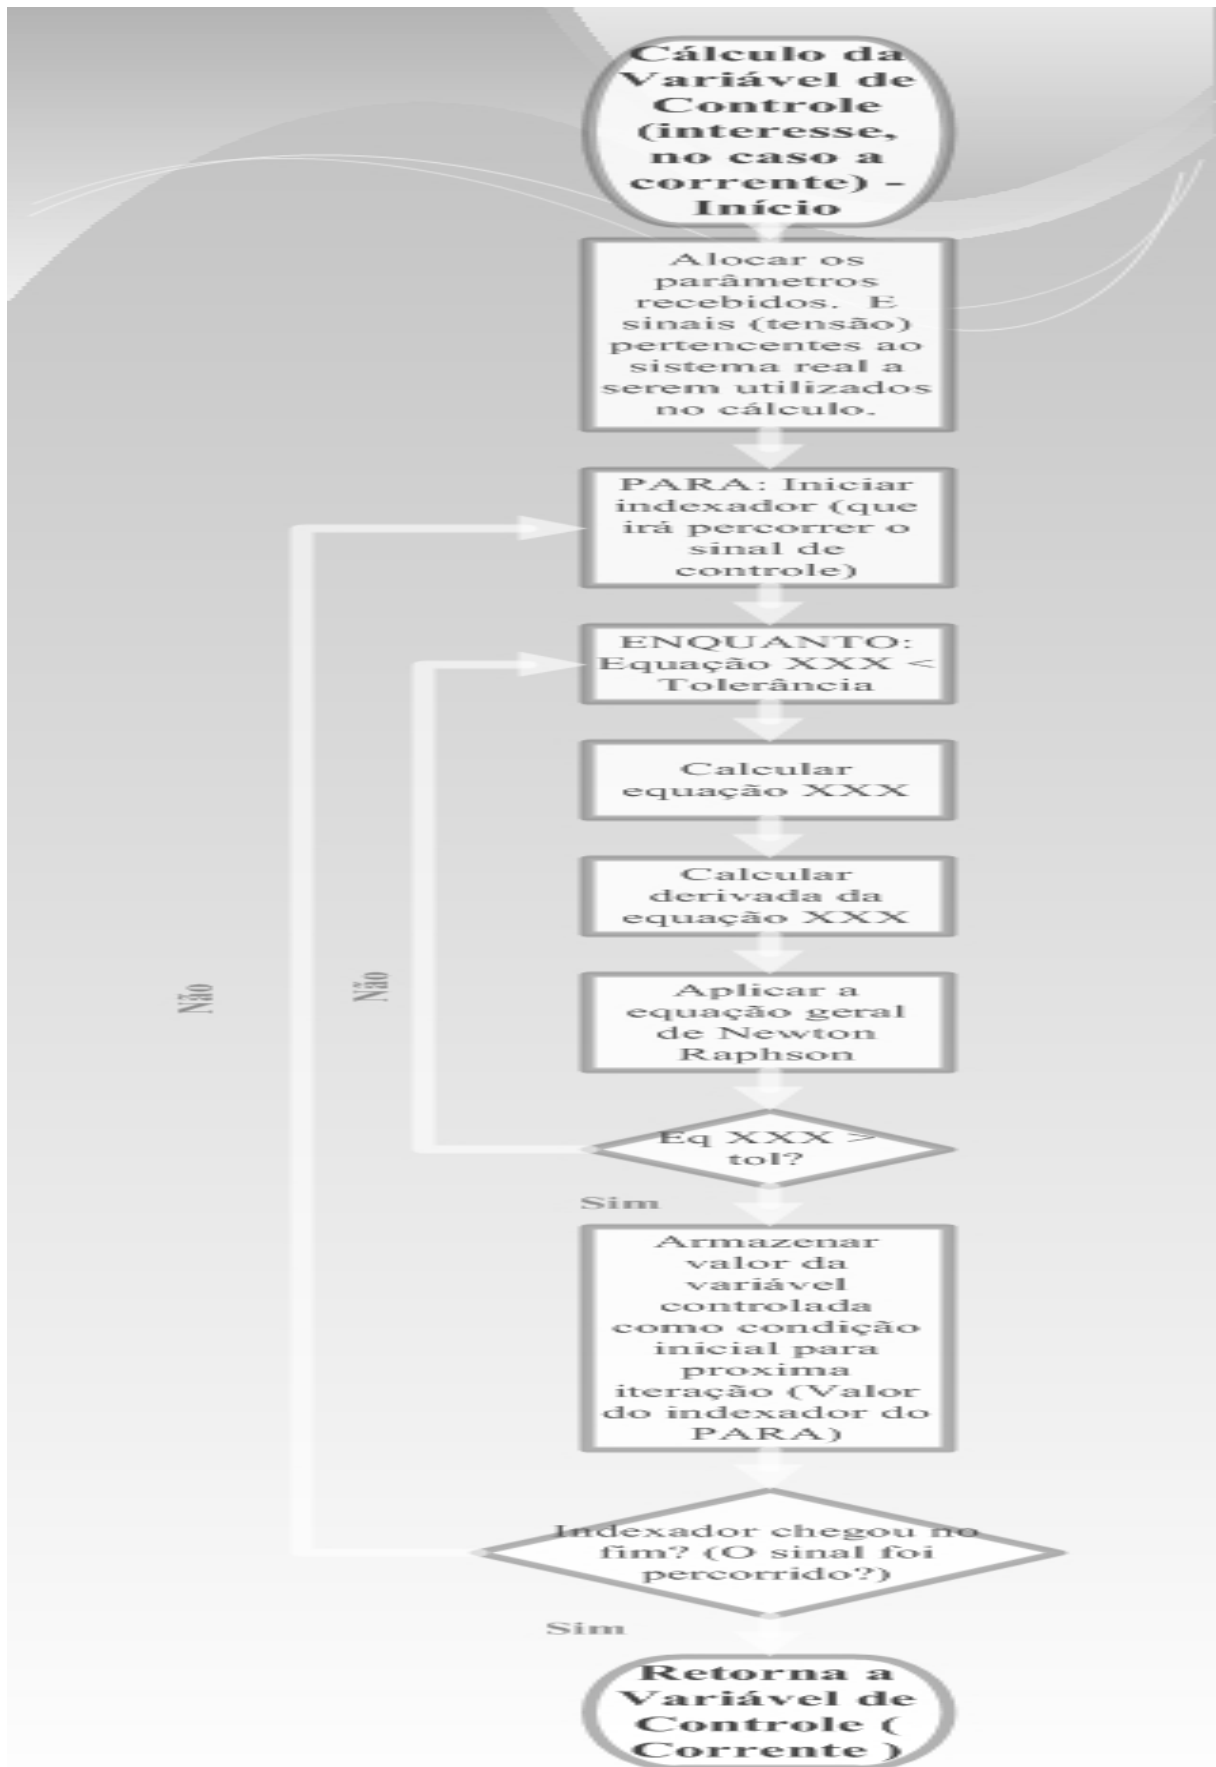 Cálculo da
Variável de
Controle
(interesse,
no caso a
corrente) -
Início
Alocar os
parâmetros
recebidos. E
sinais (tensão)
pertencentes ao
sistema real a
serem utilizados
no cálculo.
PARA: Iniciar
indexador (que
irá percorrer o
sinal de
controle)
ENQUANTO:
Equação XXX <
Tolerância
Calcular
equação XXX
Calcular
derivada da
equação XXX
Aplicar a
equação geral
de Newton
Raphson
Não
Não
Eq XXX >
tol?
Sim
Armazenar
valor da
variável
controlada
como condição
inicial para
proxima
iteração (Valor
do indexador do
PARA)
Indexador chegou no
fim? (O sinal foi
percorrido?)
Sim
Retorna a
Variável de
Controle (
Corrente )